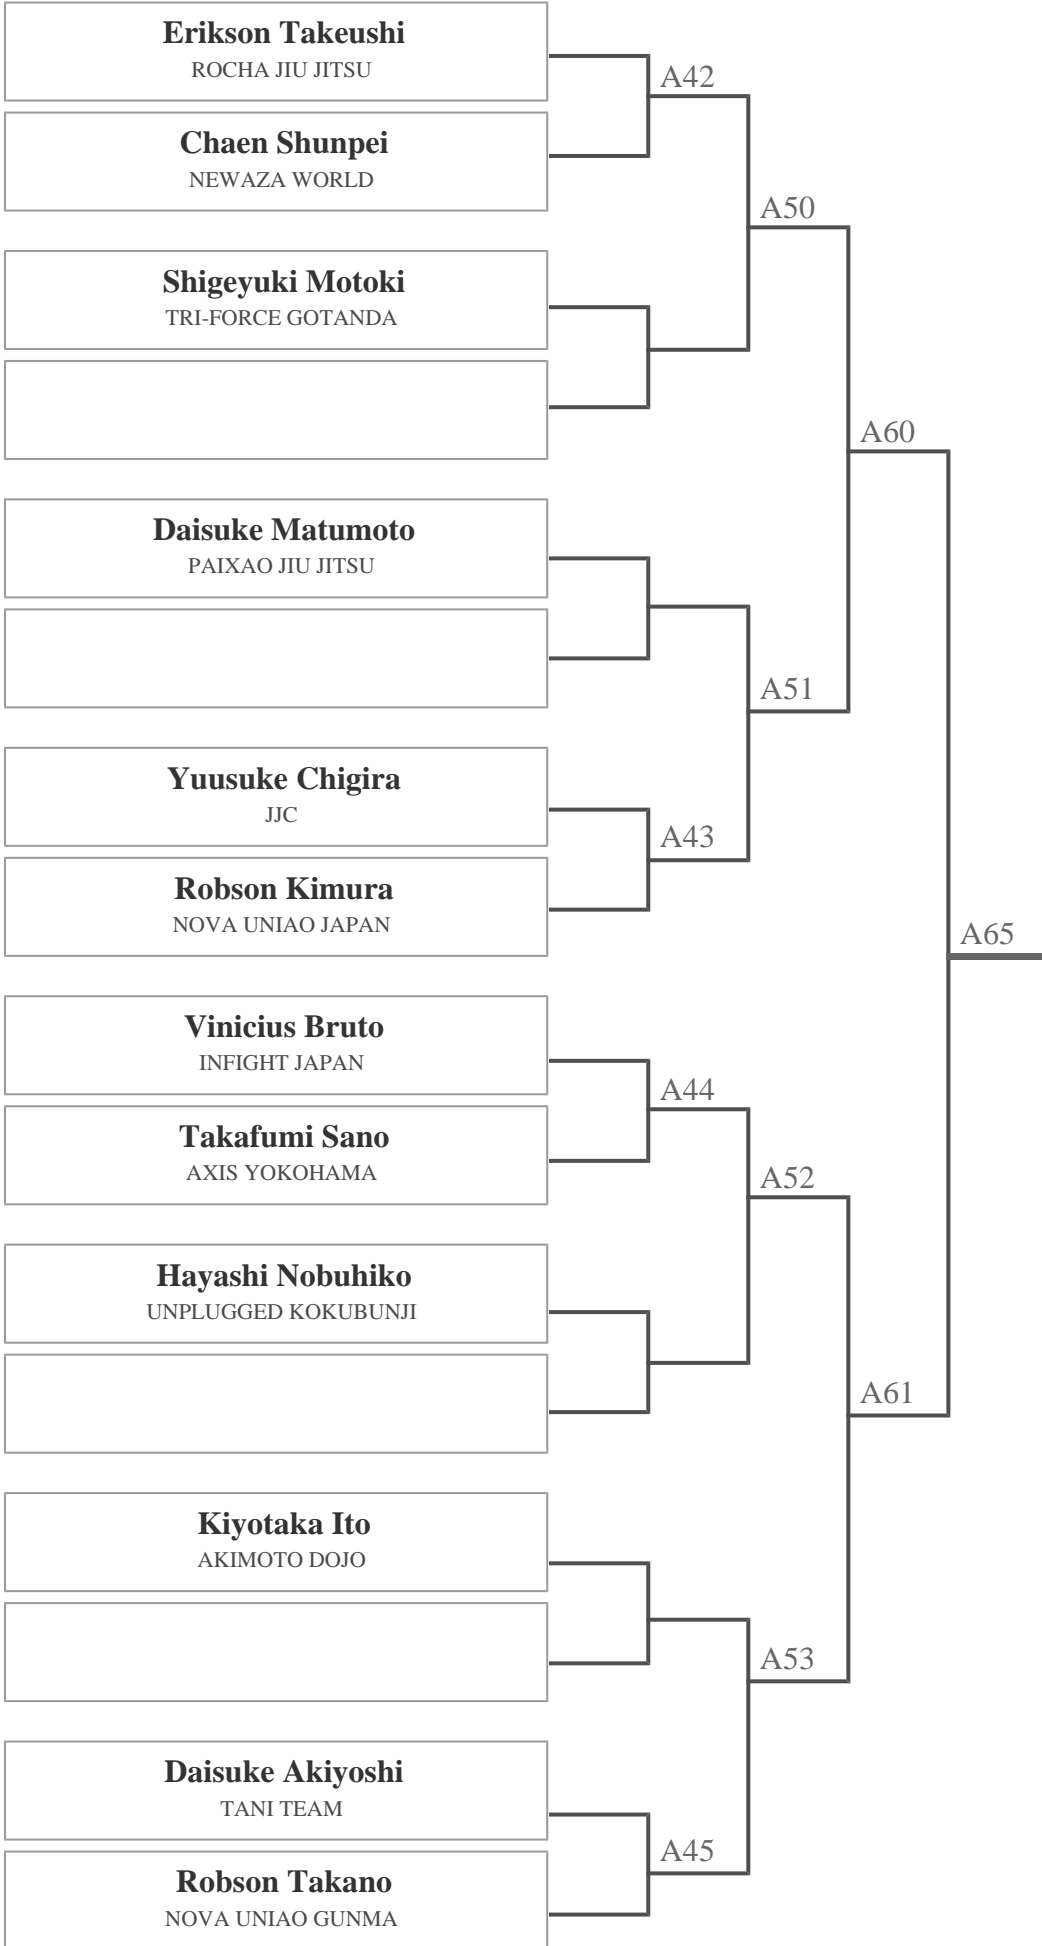 Erikson Takeushi
ROCHA JIU JITSU
A42
Chaen Shunpei
NEWAZA WORLD
A50
Shigeyuki Motoki
TRI-FORCE GOTANDA
A60
Daisuke Matumoto
PAIXAO JIU JITSU
A51
Yuusuke Chigira
JJC
A43
Robson Kimura
NOVA UNIAO JAPAN
A65
Vinicius Bruto
INFIGHT JAPAN
A44
Takafumi Sano
AXIS YOKOHAMA
A52
Hayashi Nobuhiko
UNPLUGGED KOKUBUNJI
A61
Kiyotaka Ito
AKIMOTO DOJO
A53
Daisuke Akiyoshi
TANI TEAM
A45
Robson Takano
NOVA UNIAO GUNMA